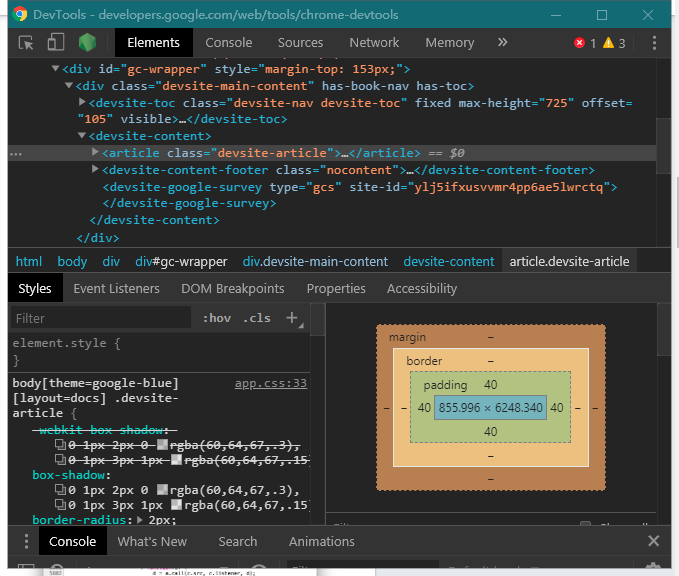 DevTools - developers.google.com/web/tools/chrome-devtools
Elements Console Sources Network Memory » 1 3
▼<div id="gc-wrapper" style="margin-top: 153px;">
▼<div class="devsite-main-content" has-book-nav has-toc>
▶<devsite-toc class="devsite-nav devsite-toc" fixed max-height="725" offset=
"105" visible>…</devsite-toc>
▼<devsite-content>
… ▶<article class="devsite-article">…</article> == $0
▶<devsite-content-footer class="nocontent">…</devsite-content-footer>
<devsite-google-survey type="gcs" site-id="ylj5ifxusvvmr4pp6ae5lwrctq">
</devsite-google-survey>
</devsite-content>
</div>
html body div div#gc-wrapper div.devsite-main-content devsite-content article.devsite-article
Styles Event Listeners DOM Breakpoints Properties Accessibility
Filter :hov .cls +
element.style {
}
body[theme=google-blue] app.css:33
[layout=docs] .devsite-
article {
-webkit-box-shadow:
0 1px 2px 0 rgba(60,64,67,.3),
0 1px 3px 1px rgba(60,64,67,.15)
box-shadow:
0 1px 2px 0 rgba(60,64,67,.3),
0 1px 3px 1px rgba(60,64,67,.15)
border-radius:▶ 2px;
margin –
border –
padding 40
– – 40 855.996 × 6248.340 40 – –
40
–
–
Console What's New Search Animations
d = a.call(c.src, c.listener, d);